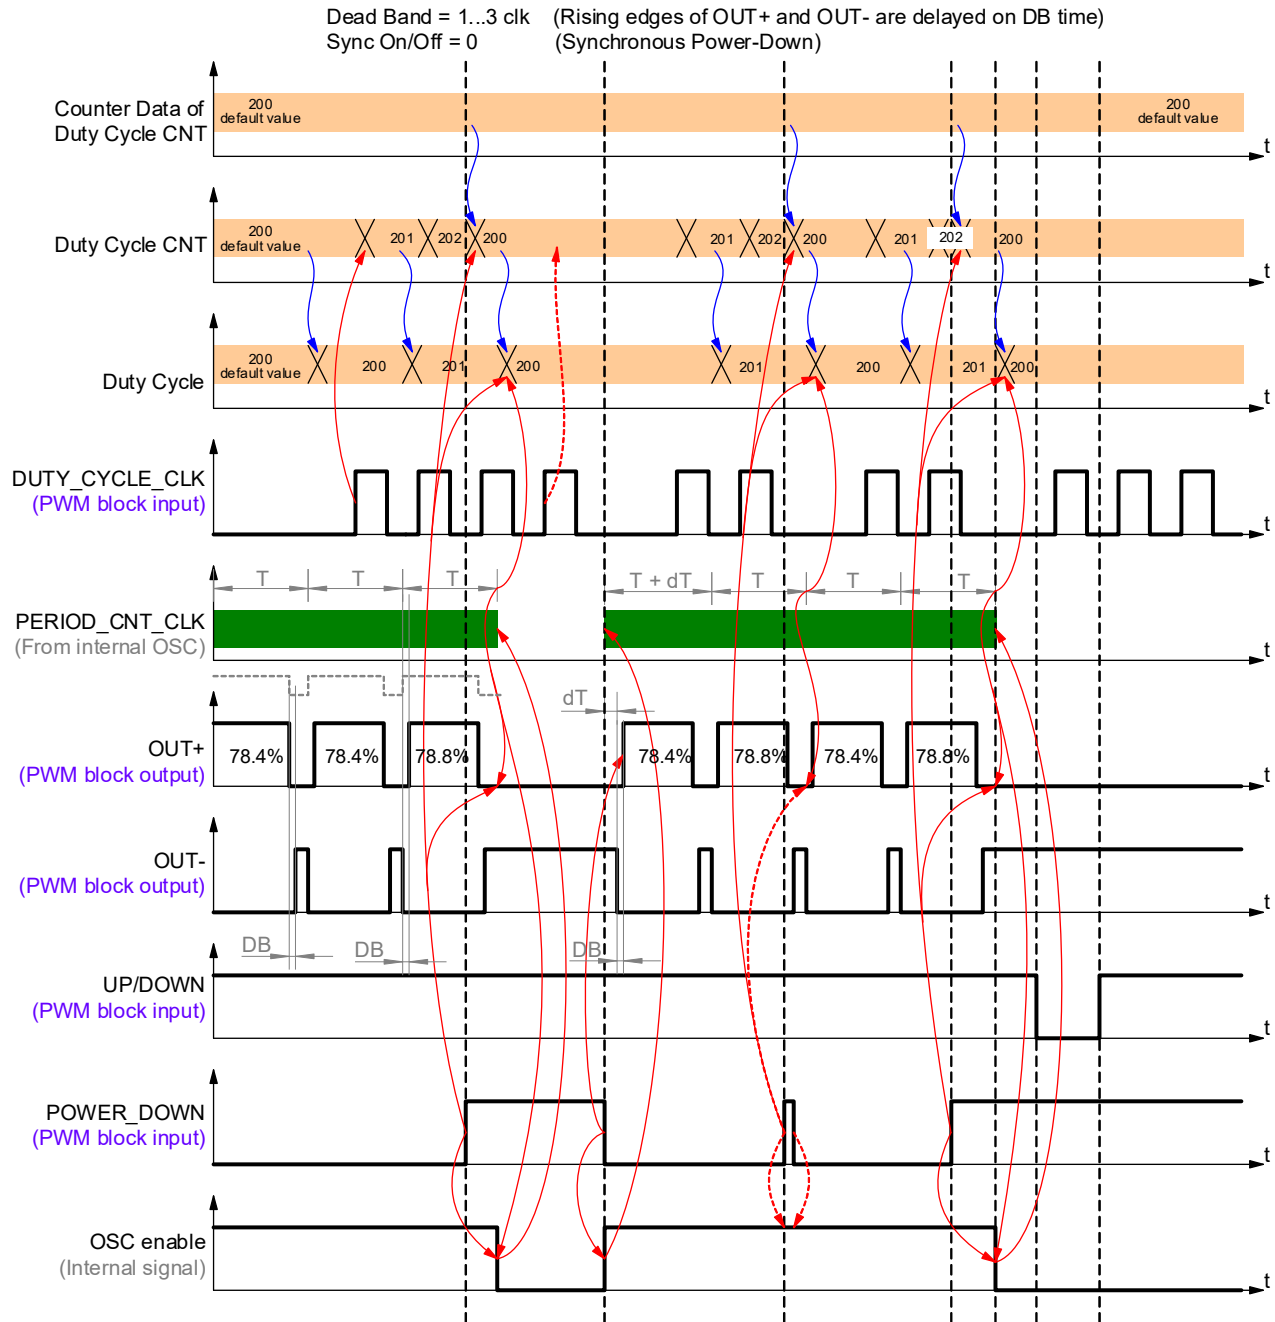 Dead Band = 1...3 clk (Rising edges of OUT+ and OUT- are delayed on DB time)
Sync On/Off = 0 (Synchronous Power-Down)
Counter Data of
Duty Cycle CNT
200
default value
200
default value
t
Duty Cycle CNT
200
default value
201
202
200
201
202
200
201
202
200
t
Duty Cycle
200
default value
200
201
200
201
200
201
200
t
DUTY_CYCLE_CLK
(PWM block input)
t
PERIOD_CNT_CLK
(From internal OSC)
T
T
T
T + dT
T
T
T
t
OUT+
(PWM block output)
78.4%
78.4%
78.8%
dT
78.4%
78.8%
78.4%
78.8%
t
OUT-
(PWM block output)
t
DB
DB
DB
UP/DOWN
(PWM block input)
t
POWER_DOWN
(PWM block input)
t
OSC enable
(Internal signal)
t